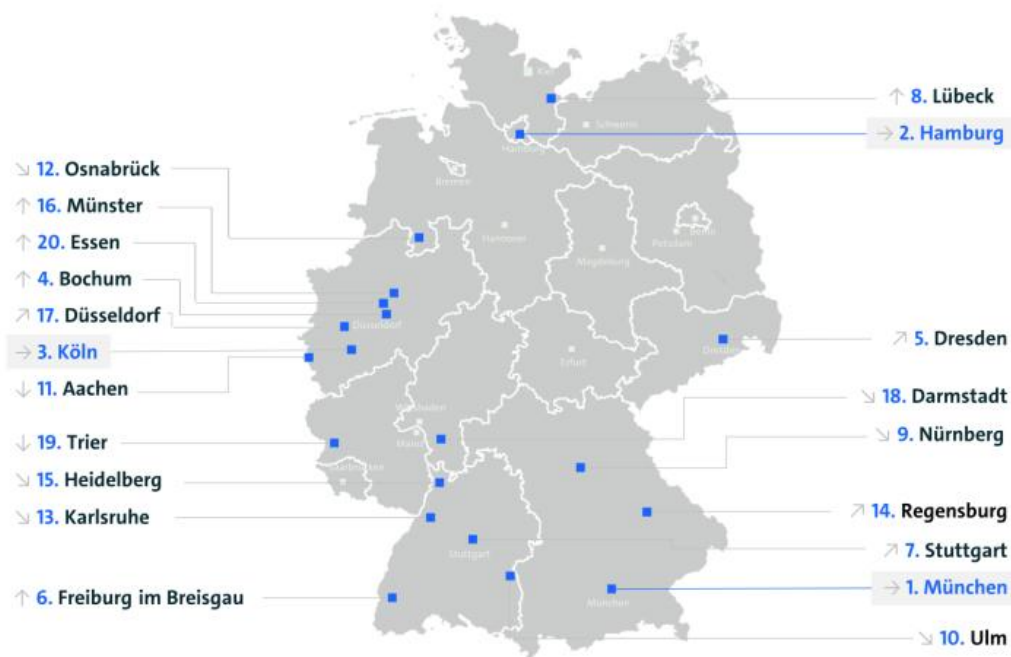 ↑ 8. Lübeck
→ 2. Hamburg
↘ 12. Osnabrück
↑ 16. Münster
↑ 20. Essen
↑ 4. Bochum
↗ 17. Düsseldorf
→ 3. Köln
↓ 11. Aachen
↓ 19. Trier
↘ 15. Heidelberg
↘ 13. Karlsruhe
↑ 6. Freiburg im Breisgau
↗ 5. Dresden
↘ 18. Darmstadt
↘ 9. Nürnberg
↗ 14. Regensburg
↗ 7. Stuttgart
→ 1. München
↘ 10. Ulm
Kiel
Schwerin
Hamburg
Bremen
Hannover
Berlin
Potsdam
Magdeburg
Düsseldorf
Erfurt
Dresden
Wiesbaden
Mainz
Saarbrücken
Stuttgart
München